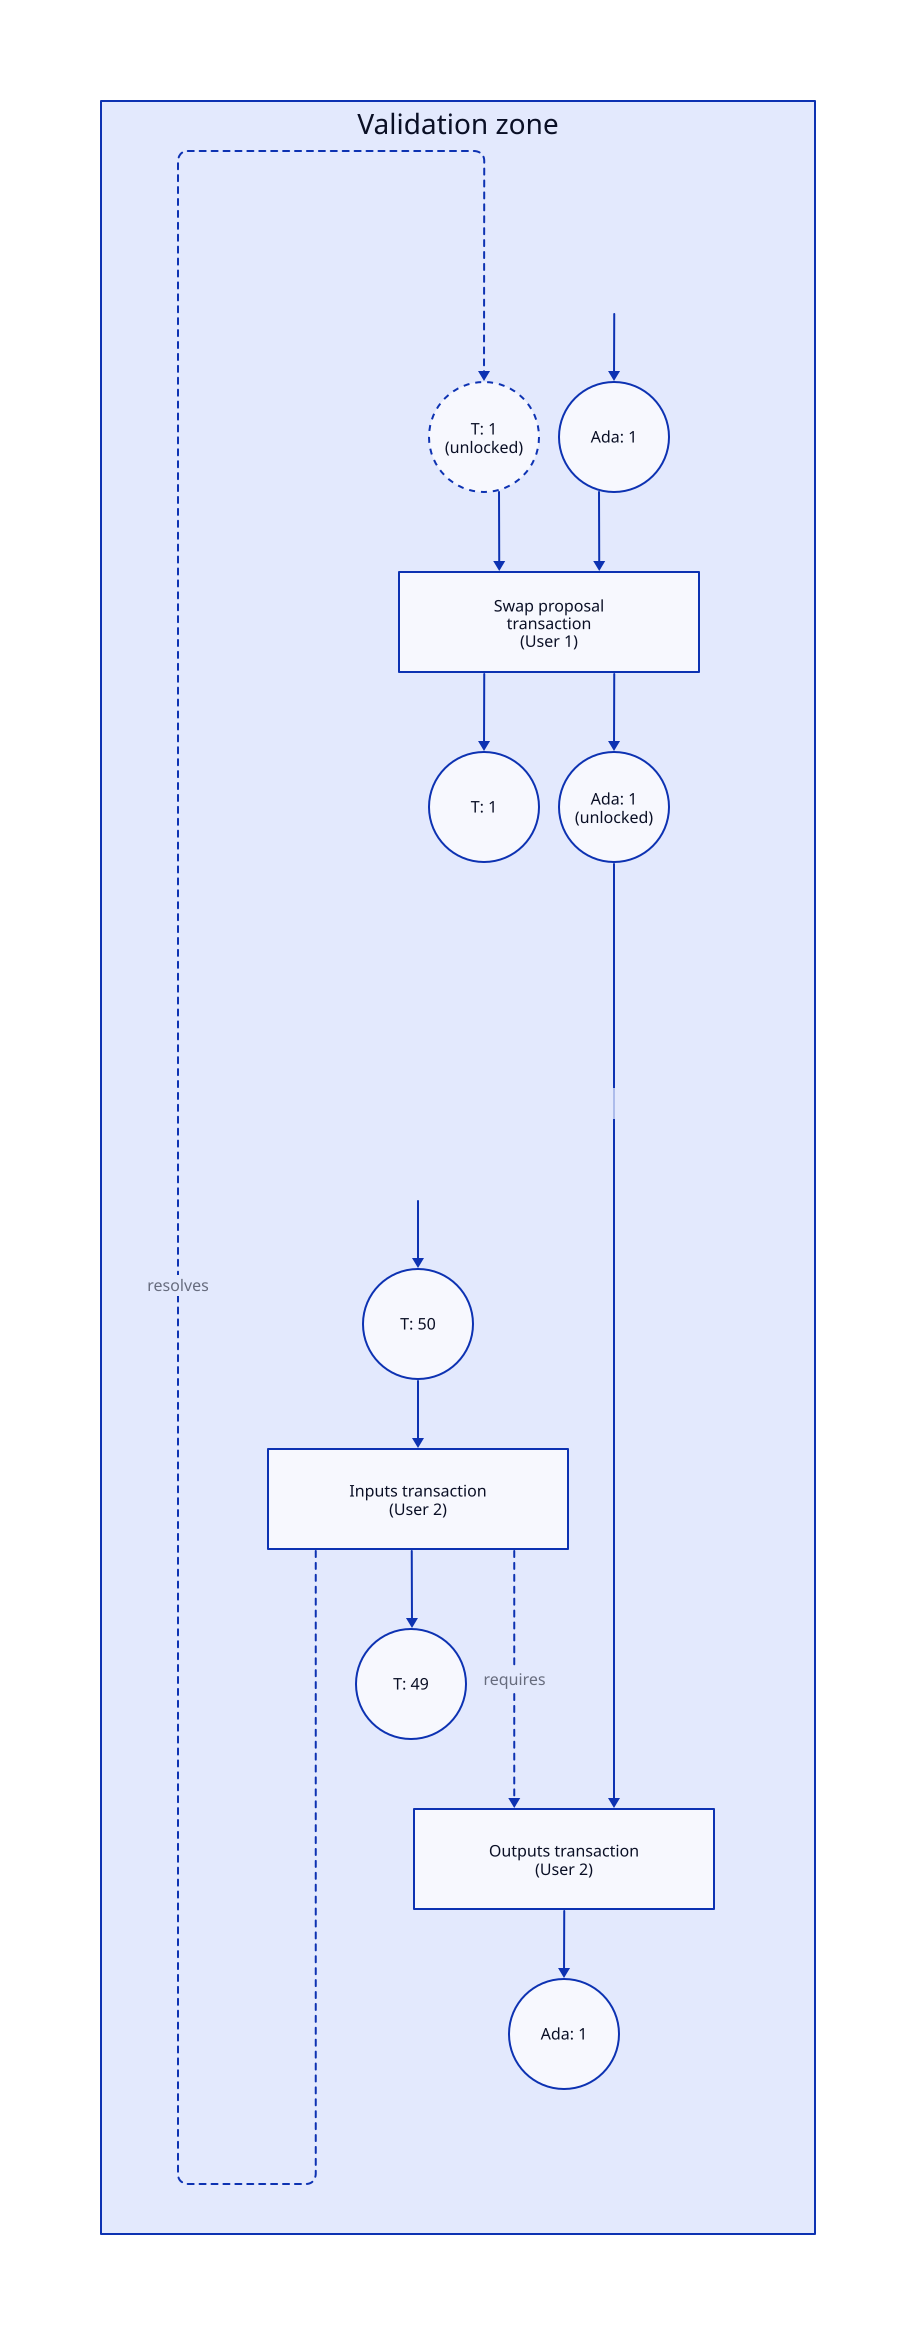 Validation zone
T: 1
(unlocked)
Ada: 1
Swap proposal
transaction
(User 1)
T: 1
Ada: 1
(unlocked)
resolves
T: 50
Inputs transaction
(User 2)
T: 49
requires
Outputs transaction
(User 2)
Ada: 1